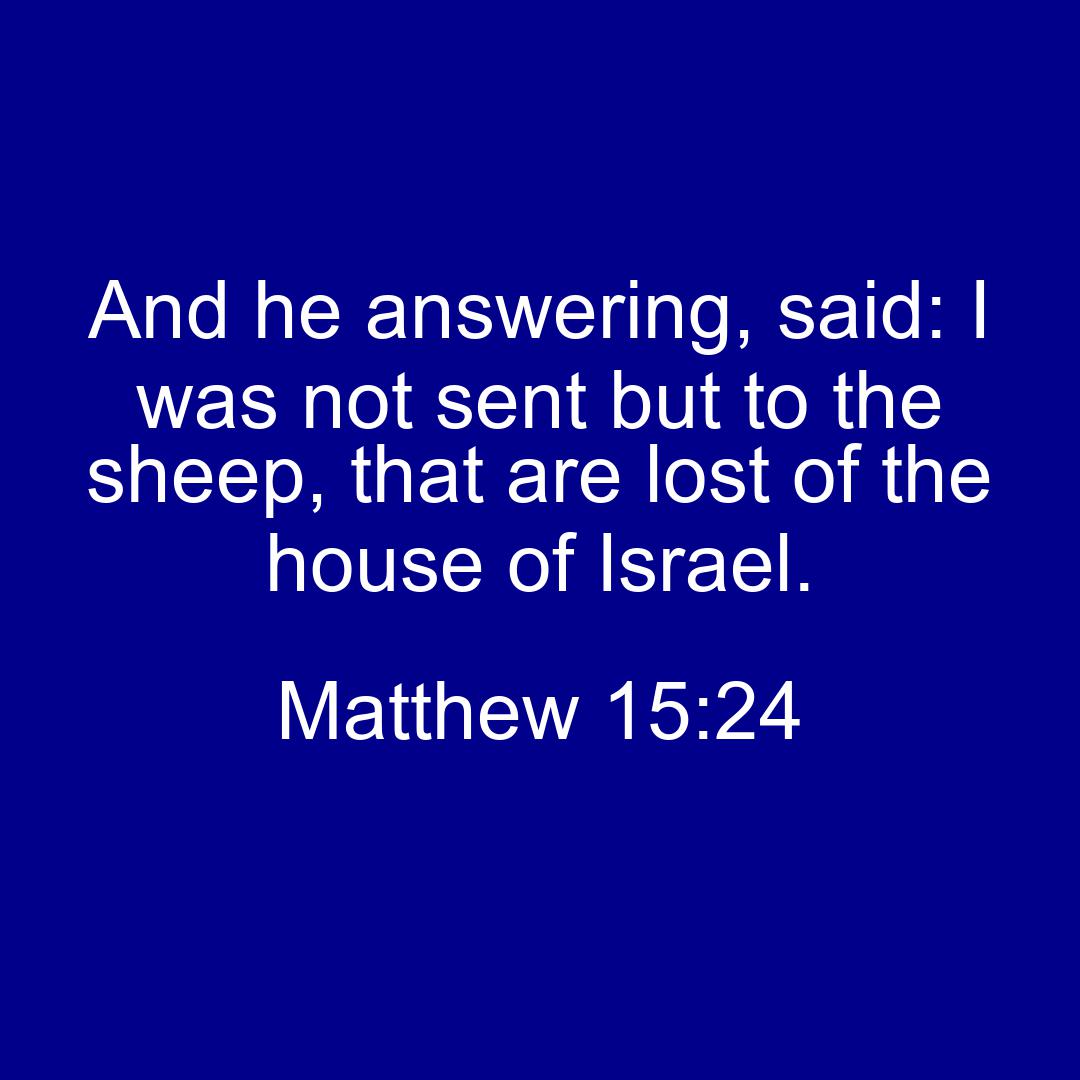 And he answering, said: I
was not sent but to the
sheep, that are lost of the
house of Israel.
Matthew 15:24